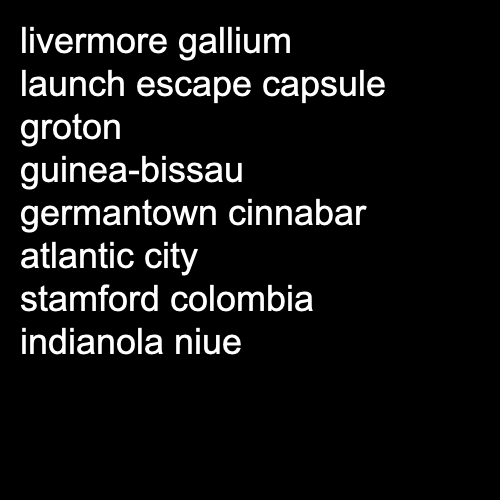 livermore gallium
launch escape capsule
groton
guinea-bissau
germantown cinnabar
atlantic city
stamford colombia
indianola niue